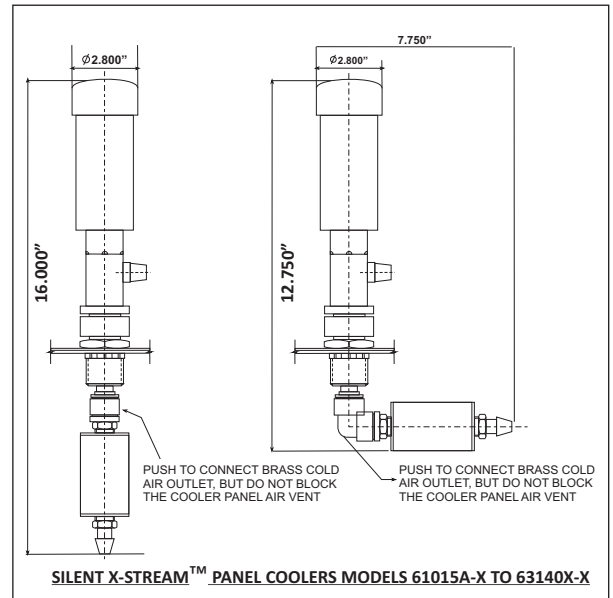 7.750”
Ø2.800”
Ø2.800”
16.000”
12.750”
PUSH TO CONNECT BRASS COLD
AIR OUTLET, BUT DO NOT BLOCK
THE COOLER PANEL AIR VENT
PUSH TO CONNECT BRASS COLD
AIR OUTLET, BUT DO NOT BLOCK
THE COOLER PANEL AIR VENT
SILENT X-STREAM™ PANEL COOLERS MODELS 61015A-X TO 63140X-X